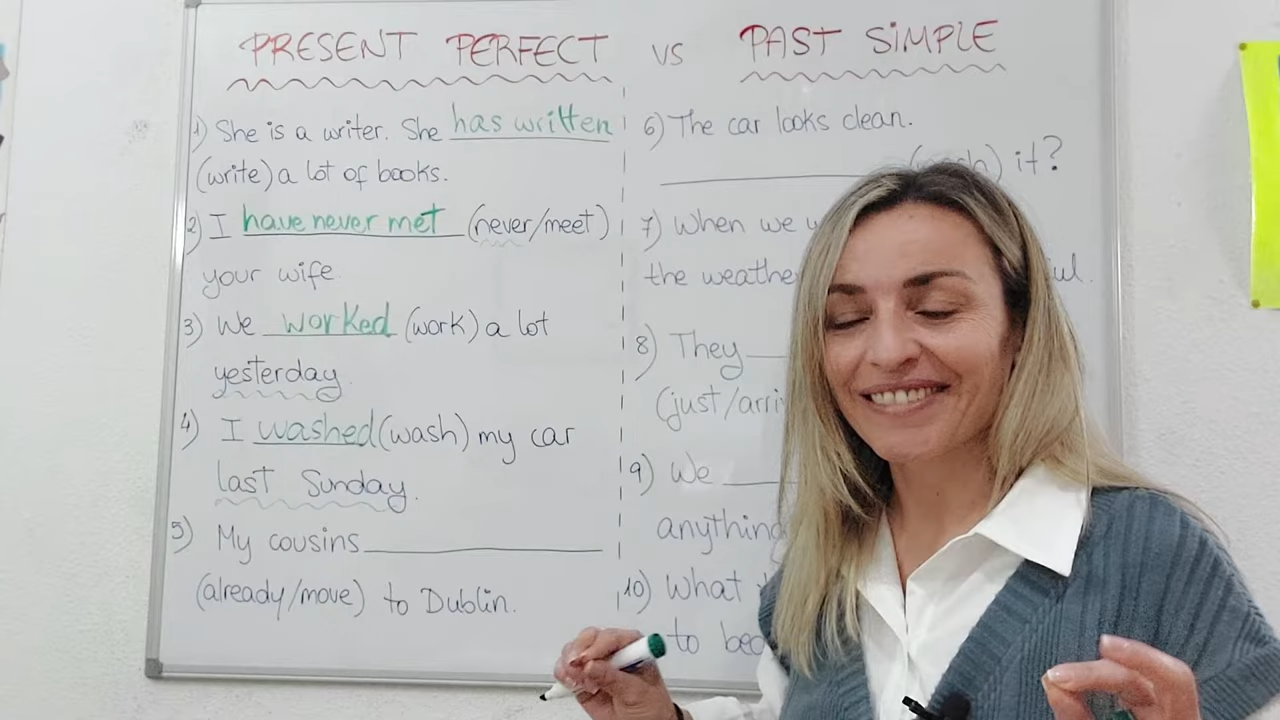 PRESENT PERFECT vs PAST SIMPLE
1) She is a writer. She has written
(write) a lot of books.
2) I have never met (never/meet)
your wife.
3) We worked (work) a lot
yesterday.
4) I washed (wash) my car
last Sunday.
5) My cousins
(already/move) to Dublin.
6) The car looks clean.
it?
7) When we
the
8) They
(just/
9) We
anything
10) What
to